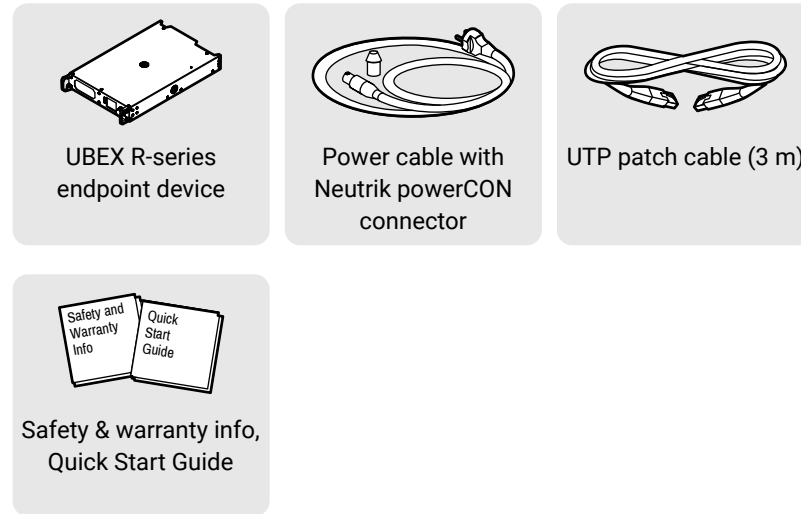 UBEX R-series
endpoint device
Power cable with
Neutrik powerCON
connector
UTP patch cable (3 m)
Safety and
Warranty
Info
Quick
Start
Guide
Safety & warranty info,
Quick Start Guide